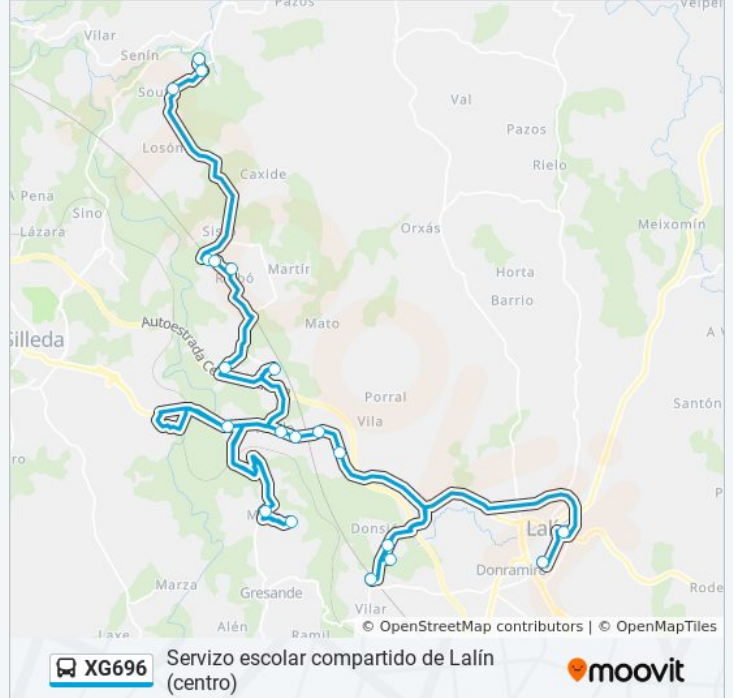 Pazos
Vilar
Senín
Val
Pazos
Losón
Rielo
Caxide
A Pena
Sino
Lázara
Orxás
Meixomín
Martír
Horta
Barrio
Mato
Silleda
Autoestrada Ce
Porral
Santón
Vila
Lalín
Donramiro
Marza
Gresande
Vilar
Alén
Ramil
Laxe
© OpenStreetMap contributors | © OpenMapTiles
XG696
Servizo escolar compartido de Lalín
(centro)
moovit